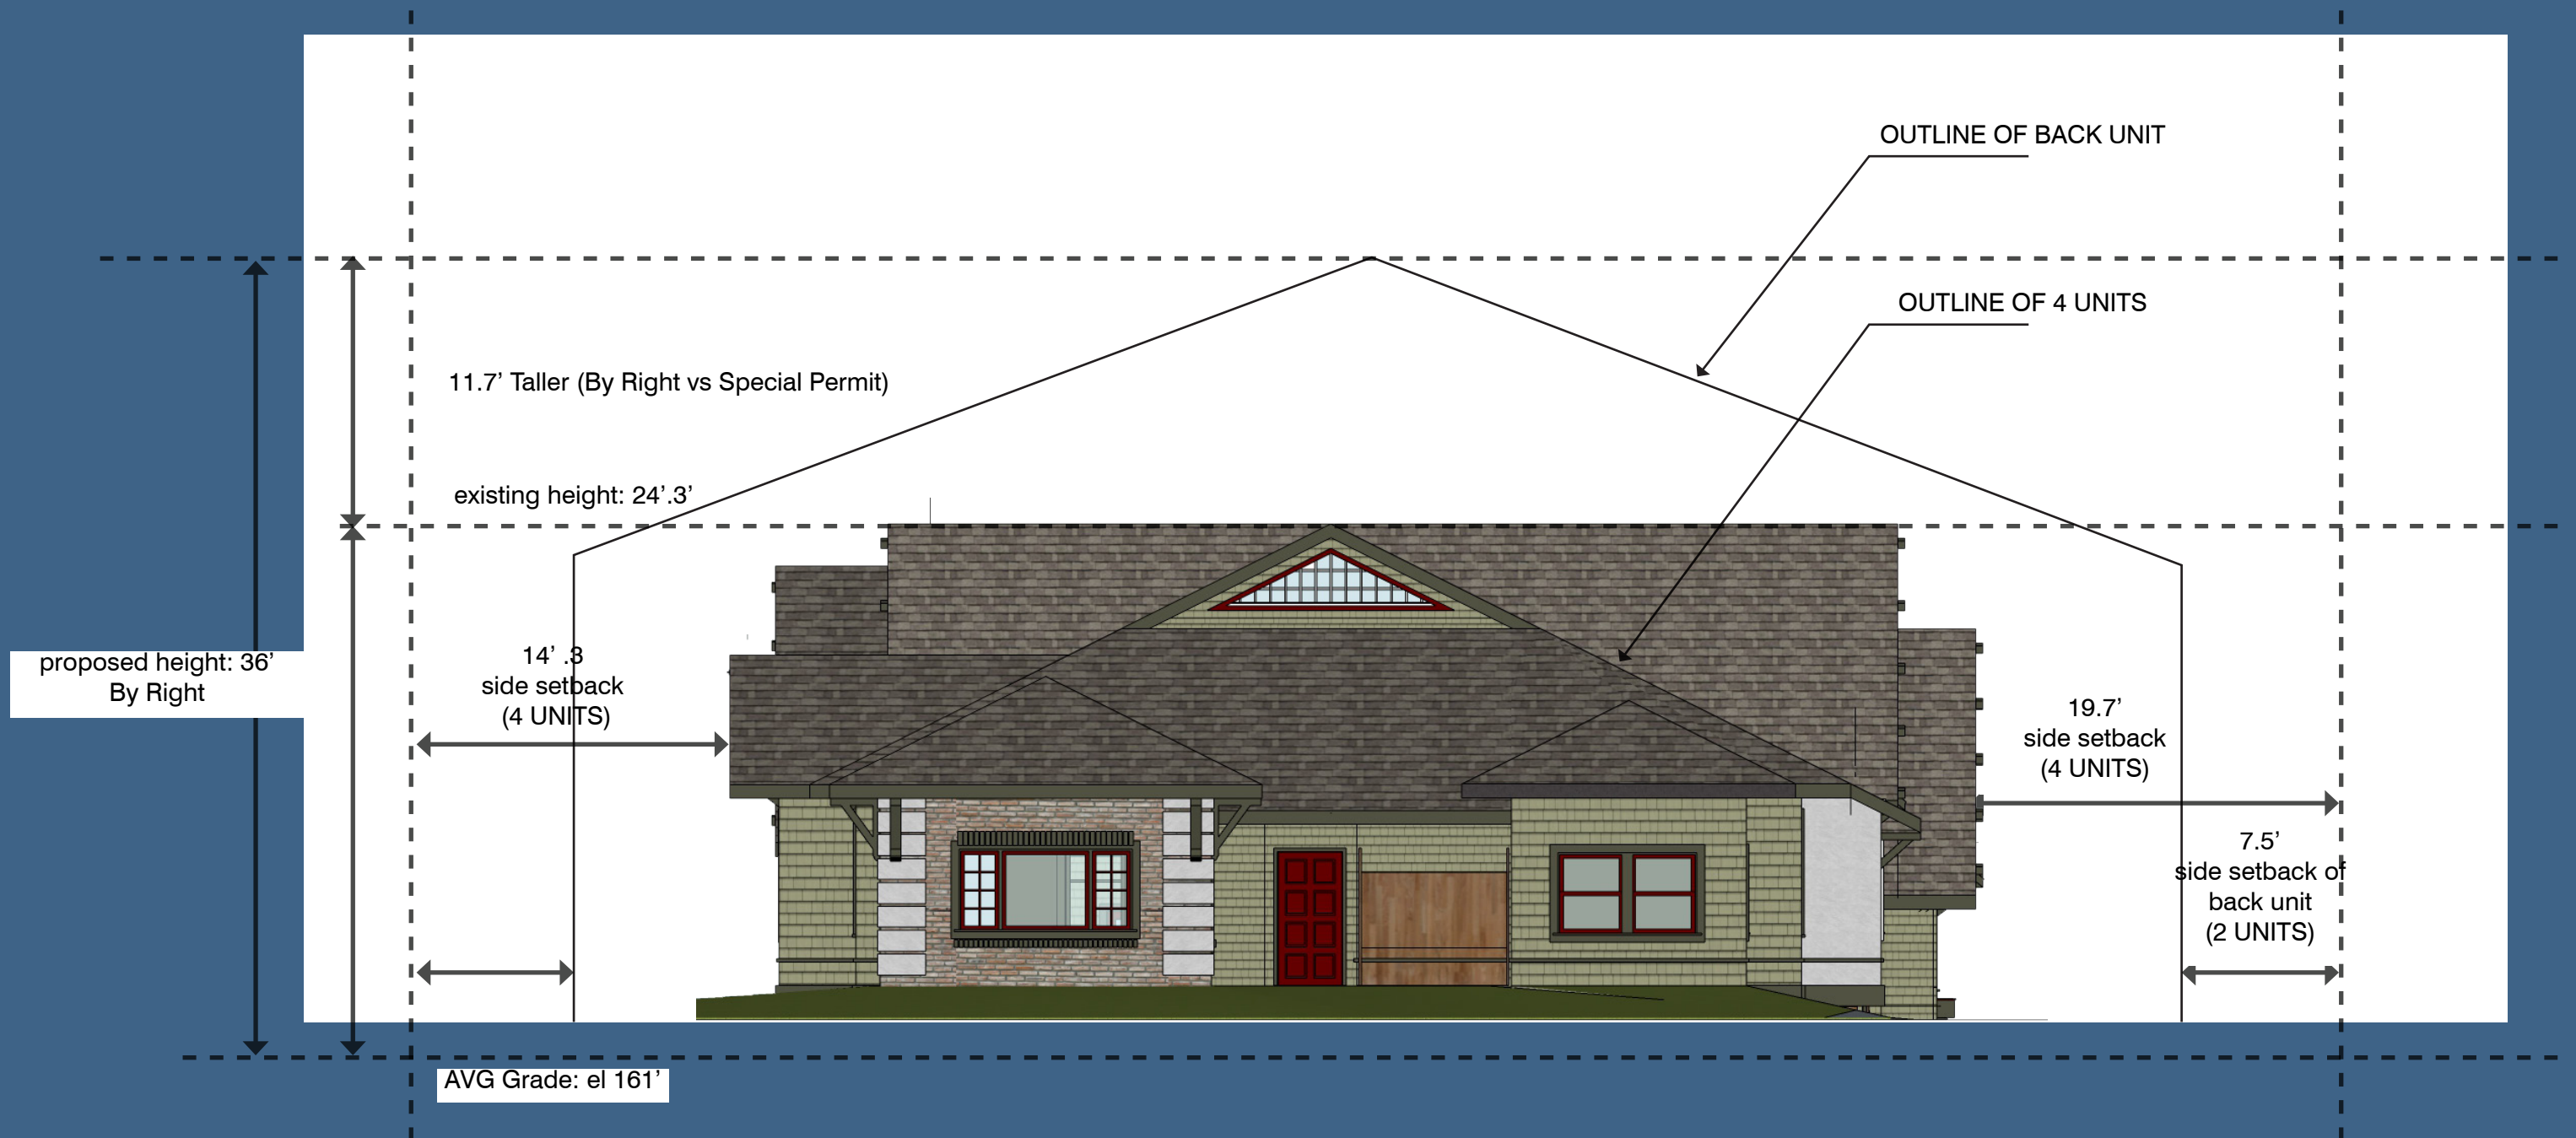 OUTLINE OF BACK UNIT
OUTLINE OF 4 UNITS
11.7’ Taller (By Right vs Special Permit)
existing height: 24’.3’
proposed height: 36’
By Right
14’ .3
side setback
(4 UNITS)
19.7’
side setback
(4 UNITS)
7.5’
side setback of
back unit
(2 UNITS)
AVG Grade: el 161’